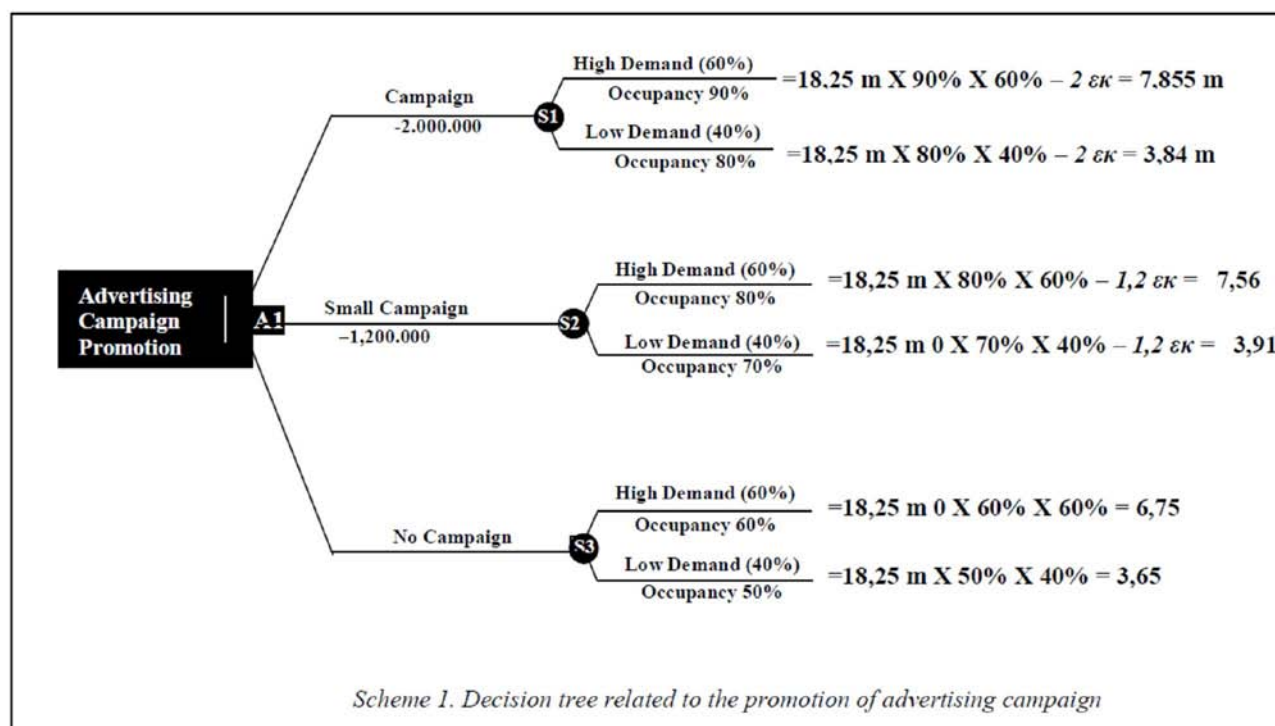 High Demand (60%)
Occupancy 90%
=18,25 m X 90% X 60% – 2 εκ = 7,855 m
Campaign
-2.000.000
S1
Low Demand (40%)
Occupancy 80%
=18,25 m X 80% X 40% – 2 εκ = 3,84 m
Advertising
Campaign
Promotion
A1
Small Campaign
–1,200.000
S2
High Demand (60%)
Occupancy 80%
=18,25 m X 80% X 60% – 1,2 εκ = 7,56
Low Demand (40%)
Occupancy 70%
=18,25 m 0 X 70% X 40% – 1,2 εκ = 3,91
No Campaign
S3
High Demand (60%)
Occupancy 60%
=18,25 m 0 X 60% X 60% = 6,75
Low Demand (40%)
Occupancy 50%
=18,25 m X 50% X 40% = 3,65
Scheme 1. Decision tree related to the promotion of advertising campaign